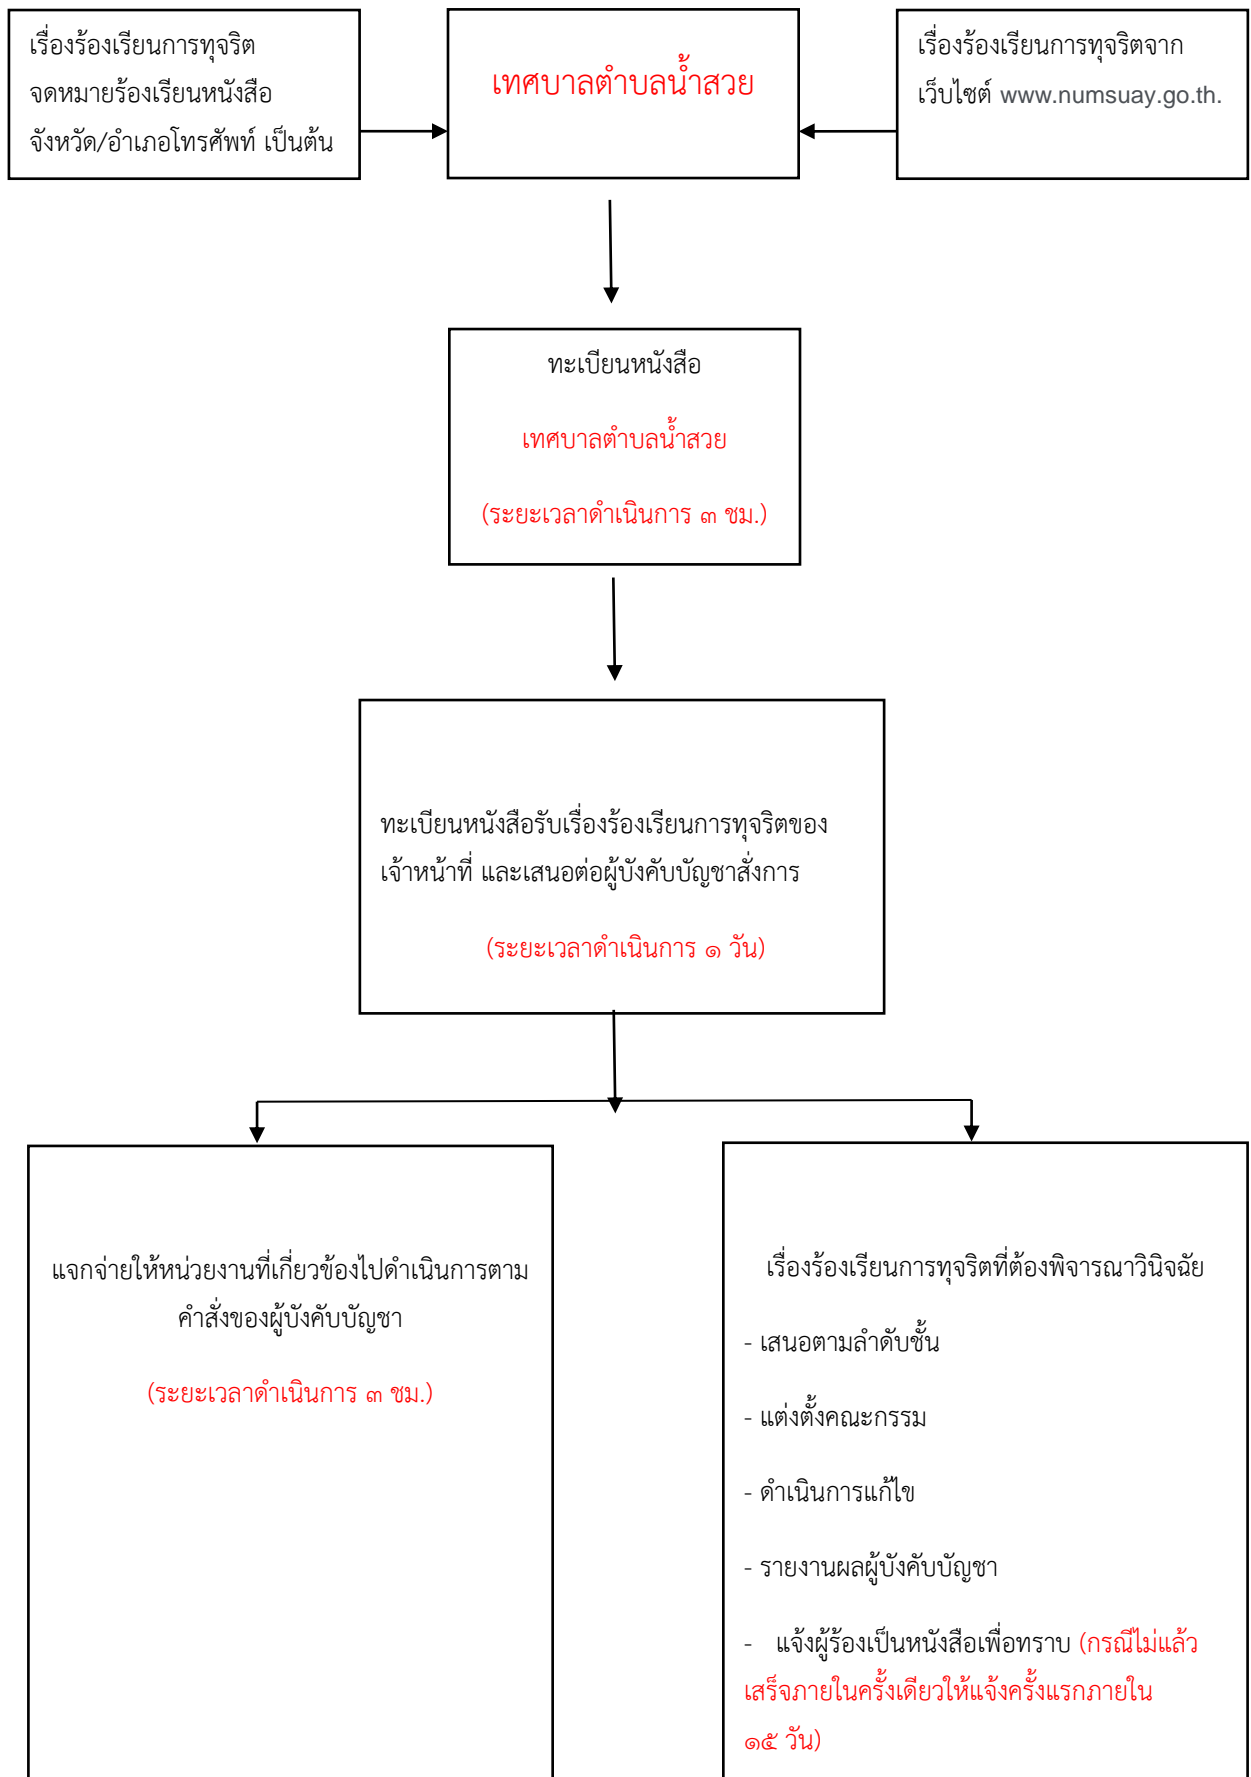 เรื่องร้องเรียนการทุจริต
จดหมายร้องเรียนหนังสือ
จังหวัด/อำเภอโทรศัพท์ เป็นต้น
เทศบาลตำบลน้ำสวย
เรื่องร้องเรียนการทุจริตจาก
เว็บไซต์ www.numsuay.go.th.
ทะเบียนหนังสือ
เทศบาลตำบลน้ำสวย
(ระยะเวลาดำเนินการ ๓ ชม.)
ทะเบียนหนังสือรับเรื่องร้องเรียนการทุจริตของ
เจ้าหน้าที่ และเสนอต่อผู้บังคับบัญชาสั่งการ
(ระยะเวลาดำเนินการ ๑ วัน)
แจกจ่ายให้หน่วยงานที่เกี่ยวข้องไปดำเนินการตาม
คำสั่งของผู้บังคับบัญชา
(ระยะเวลาดำเนินการ ๓ ชม.)
เรื่องร้องเรียนการทุจริตที่ต้องพิจารณาวินิจฉัย
- เสนอตามลำดับชั้น
- แต่งตั้งคณะกรรม
- ดำเนินการแก้ไข
- รายงานผลผู้บังคับบัญชา
- แจ้งผู้ร้องเป็นหนังสือเพื่อทราบ (กรณีไม่แล้ว
เสร็จภายในครั้งเดียวให้แจ้งครั้งแรกภายใน
๑๕ วัน)